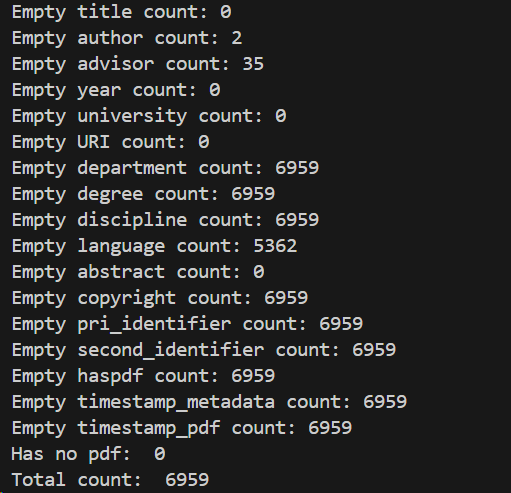 Empty title count: 0
Empty author count: 2
Empty advisor count: 35
Empty year count: 0
Empty university count: 0
Empty URI count: 0
Empty department count: 6959
Empty degree count: 6959
Empty discipline count: 6959
Empty language count: 5362
Empty abstract count: 0
Empty copyright count: 6959
Empty pri_identifier count: 6959
Empty second_identifier count: 6959
Empty haspdf count: 6959
Empty timestamp_metadata count: 6959
Empty timestamp_pdf count: 6959
Has no pdf:  0
Total count:  6959